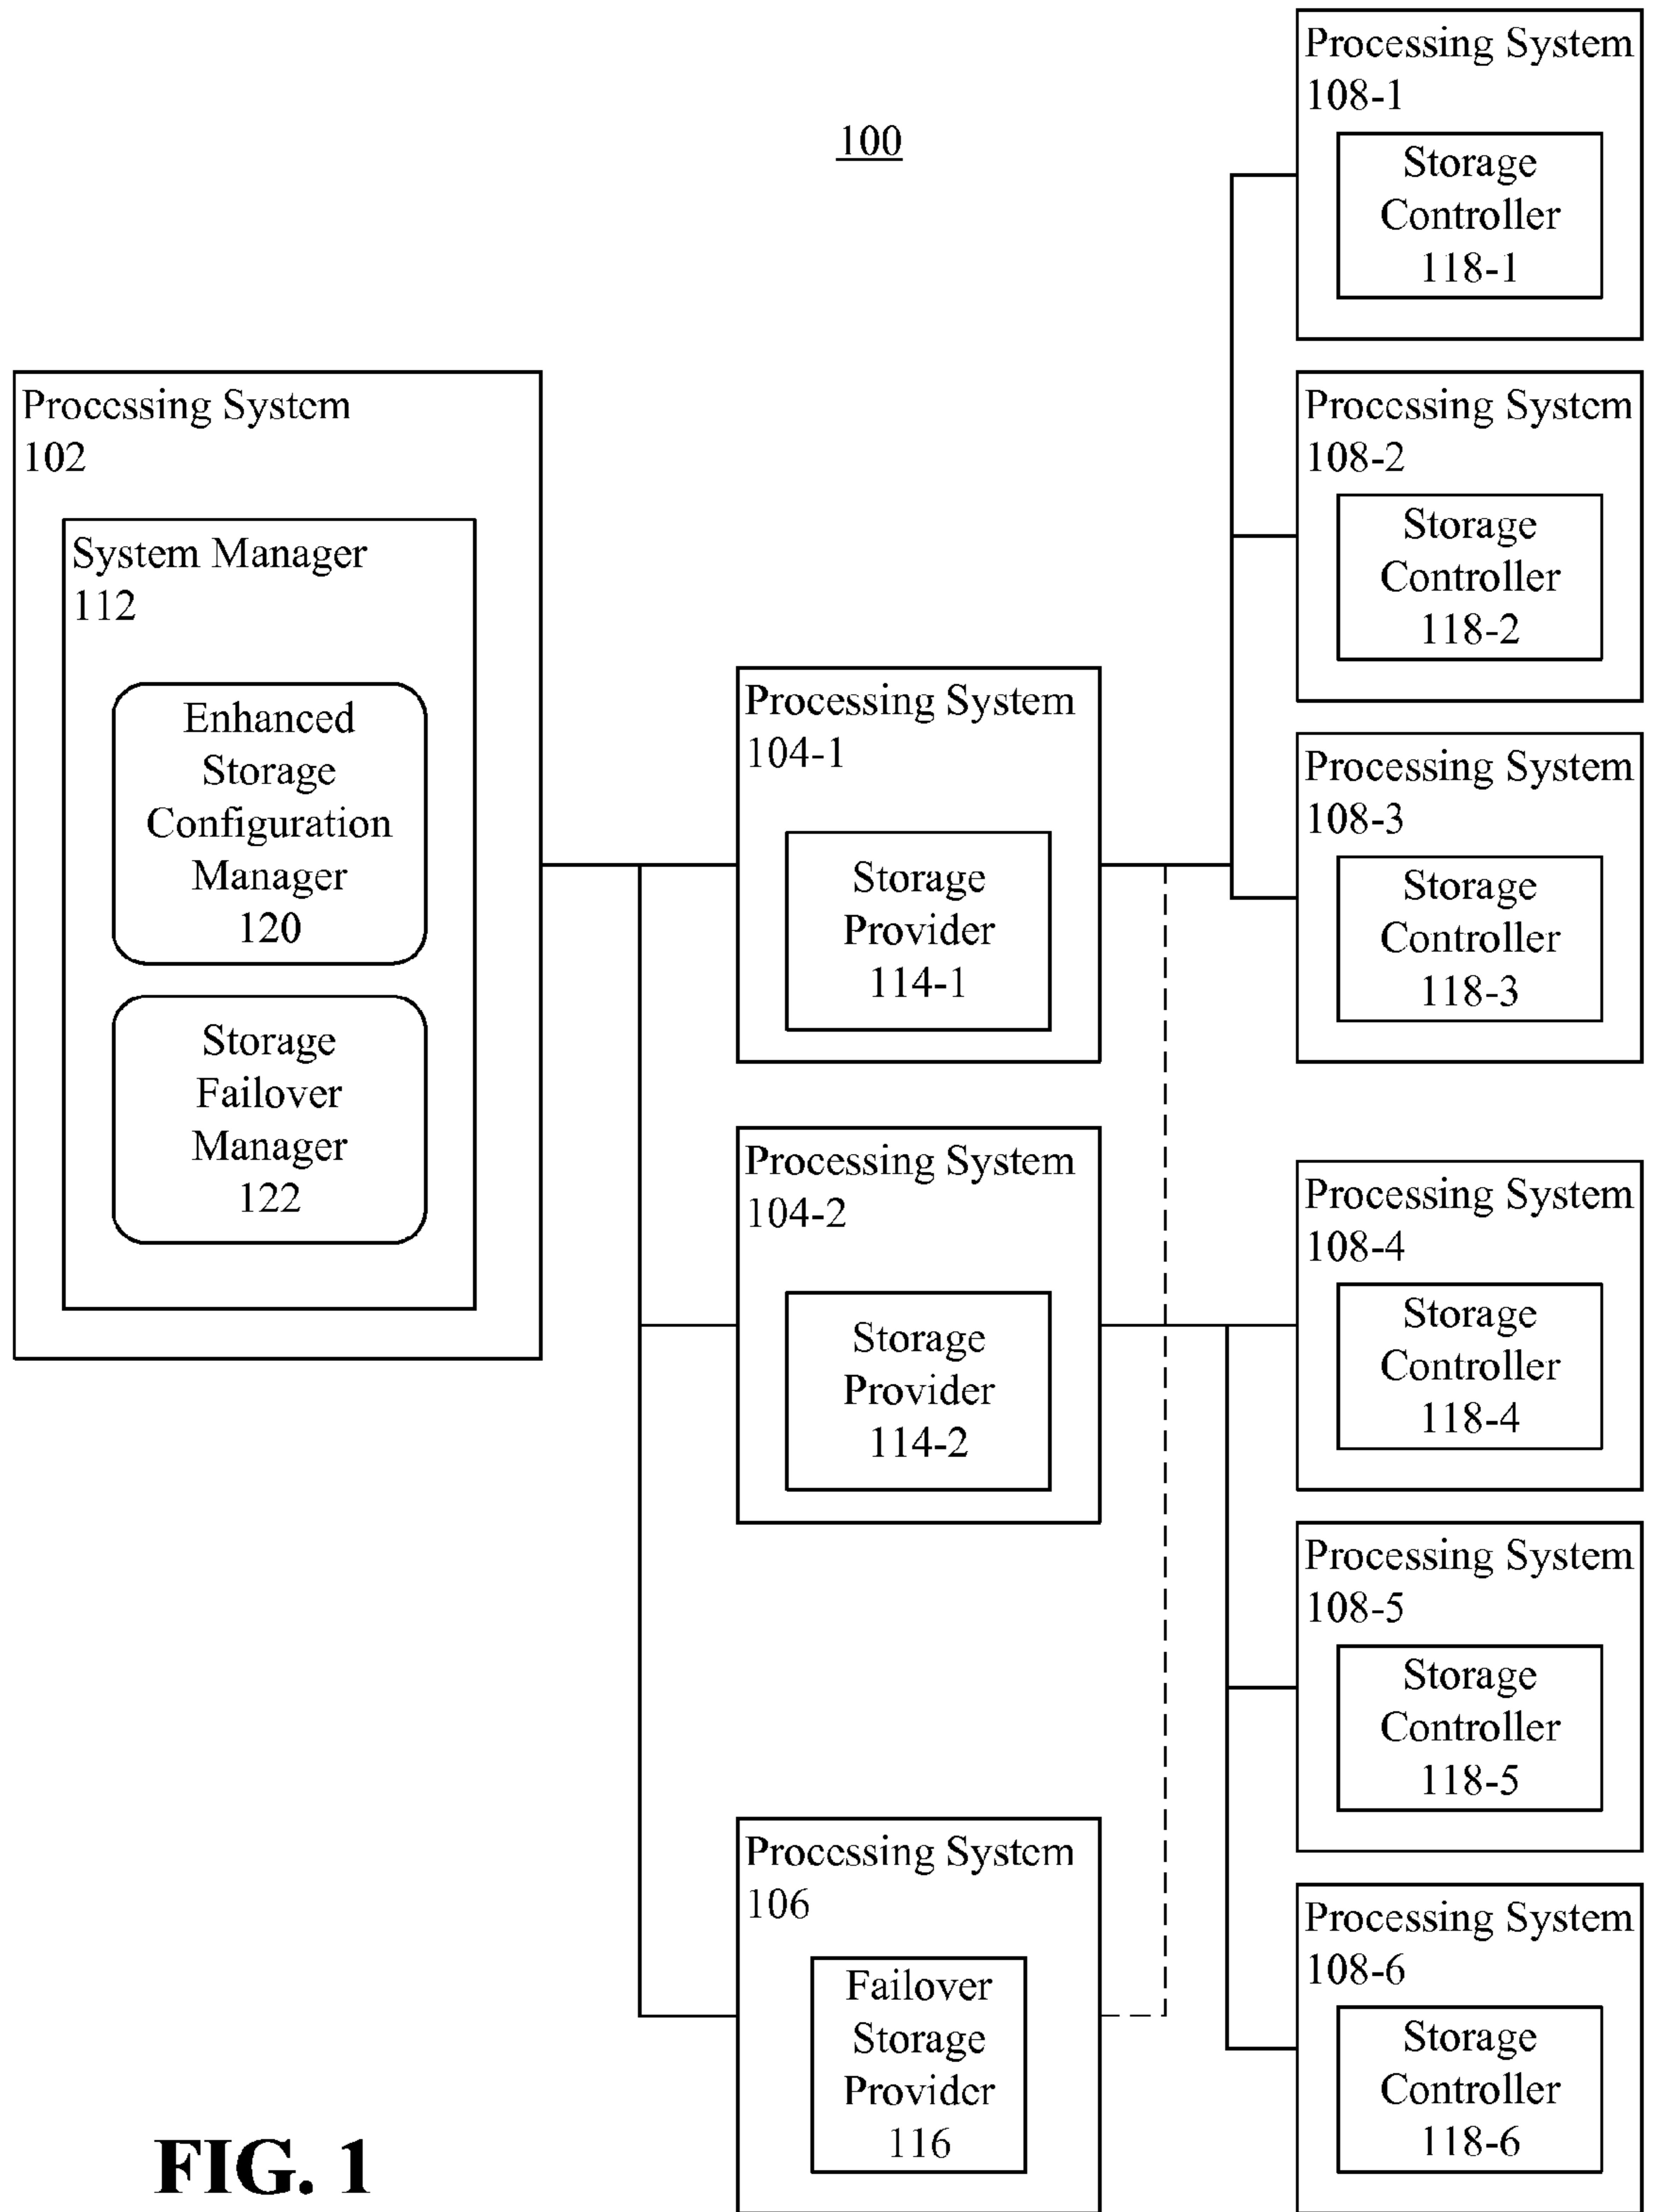 100
Processing System
102
System Manager
112
Enhanced
Storage
Configuration
Manager
120
Storage
Failover
Manager
122
Processing System
104-1
Storage
Provider
114-1
Processing System
104-2
Storage
Provider
114-2
Processing System
106
Failover
Storage
Provider
116
Processing System
108-1
Storage
Controller
118-1
Processing System
108-2
Storage
Controller
118-2
Processing System
108-3
Storage
Controller
118-3
Processing System
108-4
Storage
Controller
118-4
Processing System
108-5
Storage
Controller
118-5
Processing System
108-6
Storage
Controller
118-6
FIG. 1